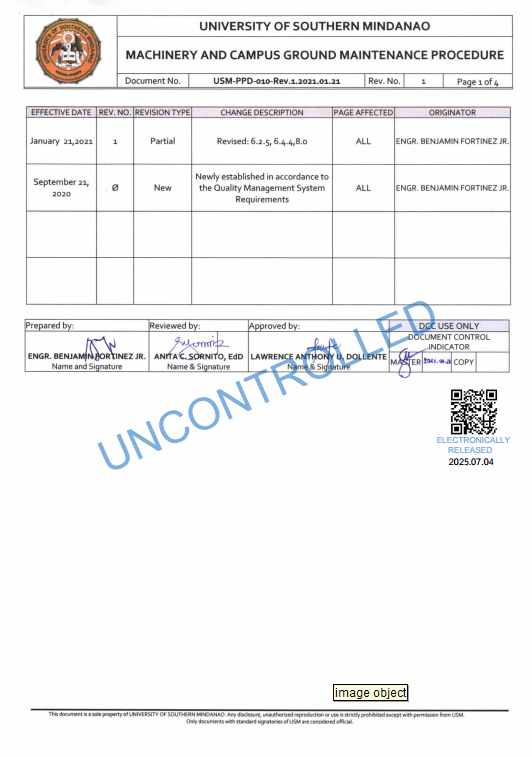 UNIVERSITY OF SOUTHERN MINDANAO
MACHINERY AND CAMPUS GROUND MAINTENANCE PROCEDURE
Document No. USM-PPD-010-Rev.1.2021.01.21 Rev. No. 1 Page 1 of 4
EFFECTIVE DATE REV. NO. REVISION TYPE CHANGE DESCRIPTION PAGE AFFECTED ORIGINATOR
January 21,2021 1 Partial Revised: 6.2.5, 6.4.4,8.0 ALL ENGR. BENJAMIN FORTINEZ JR.
September 21, 2020 Ø New Newly established in accordance to the Quality Management System Requirements ALL ENGR. BENJAMIN FORTINEZ JR.
Prepared by: Reviewed by: Approved by: DCC USE ONLY
DOCUMENT CONTROL INDICATOR
ENGR. BENJAMIN FORTINEZ JR. ANITA C. SORNITO, EdD LAWRENCE ANTHONY U. DOLLENTE MASTER COPY
Name and Signature Name & Signature Name & Signature
UNCONTROLLED
ELECTRONICALLY
RELEASED
2025.07.04
image object
This document is a sole property of UNIVERSITY OF SOUTHERN MINDANAO. Any disclosure, unauthorized reproduction or use is strictly prohibited except with permission from USM.
Only documents with standard signatories of USM are considered official.